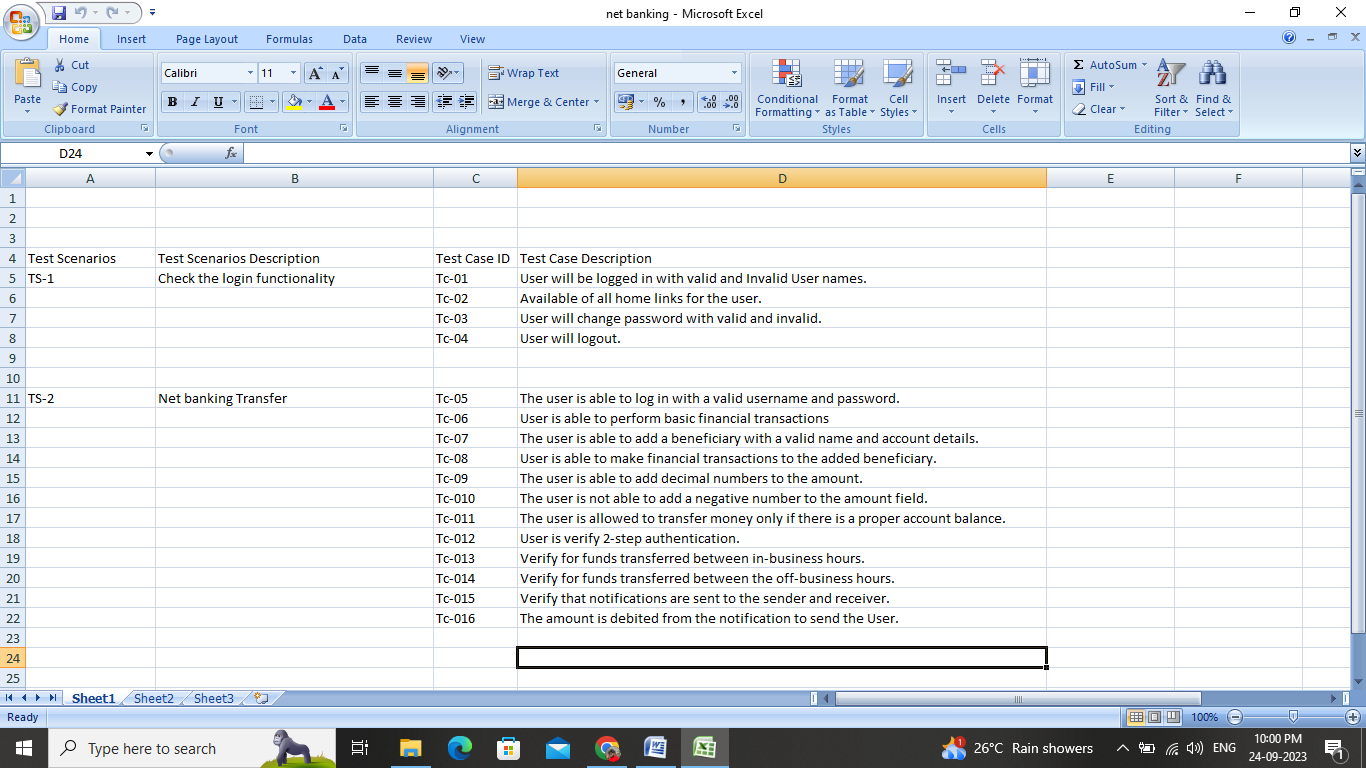 net banking - Microsoft Excel
Home Insert Page Layout Formulas Data Review View
Cut
Copy
Format Painter
Paste
Clipboard
Calibri 11
B I U
Font
Wrap Text
Merge & Center
Alignment
General
% , .00
Number
Conditional Formatting
Format as Table
Cell Styles
Styles
Insert Delete Format
Cells
Σ AutoSum
Fill
Clear
Sort & Filter
Find & Select
Editing
D24 fx
A B C D E F
1
2
3
4 Test Scenarios Test Scenarios Description Test Case ID Test Case Description
5 TS-1 Check the login functionality Tc-01 User will be logged in with valid and Invalid User names.
6 Tc-02 Available of all home links for the user.
7 Tc-03 User will change password with valid and invalid.
8 Tc-04 User will logout.
9
10
11 TS-2 Net banking Transfer Tc-05 The user is able to log in with a valid username and password.
12 Tc-06 User is able to perform basic financial transactions
13 Tc-07 The user is able to add a beneficiary with a valid name and account details.
14 Tc-08 User is able to make financial transactions to the added beneficiary.
15 Tc-09 The user is able to add decimal numbers to the amount.
16 Tc-010 The user is not able to add a negative number to the amount field.
17 Tc-011 The user is allowed to transfer money only if there is a proper account balance.
18 Tc-012 User is verify 2-step authentication.
19 Tc-013 Verify for funds transferred between in-business hours.
20 Tc-014 Verify for funds transferred between the off-business hours.
21 Tc-015 Verify that notifications are sent to the sender and receiver.
22 Tc-016 The amount is debited from the notification to send the User.
23
24
25
Sheet1 Sheet2 Sheet3
Ready 100%
Type here to search 26°C Rain showers ENG 10:00 PM
24-09-2023